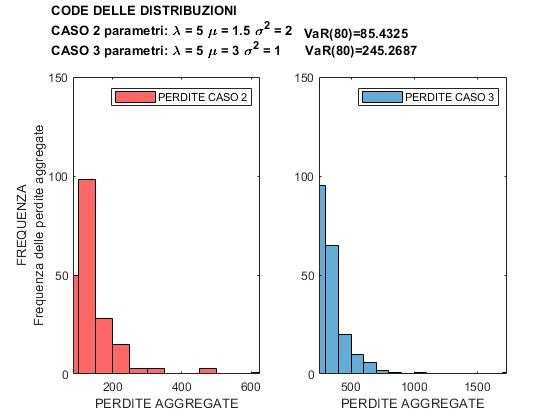 CODE DELLE DISTRIBUZIONI
CASO 2 parametri: λ = 5 μ = 1.5 σ² = 2 VaR(80)=85.4325
CASO 3 parametri: λ = 5 μ = 3 σ² = 1 VaR(80)=245.2687
150
100
50
0
FREQUENZA
Frequenza delle perdite aggregate
PERDITE CASO 2
200 400 600
PERDITE AGGREGATE
150
100
50
0
PERDITE CASO 3
500 1000 1500
PERDITE AGGREGATE